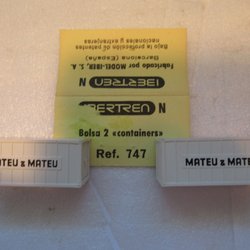 Bajo la protección de patentes
nacionales y extranjeras
Fabricado por MODEL-IBER, S. A.
Barcelona (España)
IBERTREN N
IBERTREN N
Bolsa 2 «containers»
Ref. 747
MATEU & MATEU
MATEU & MATEU